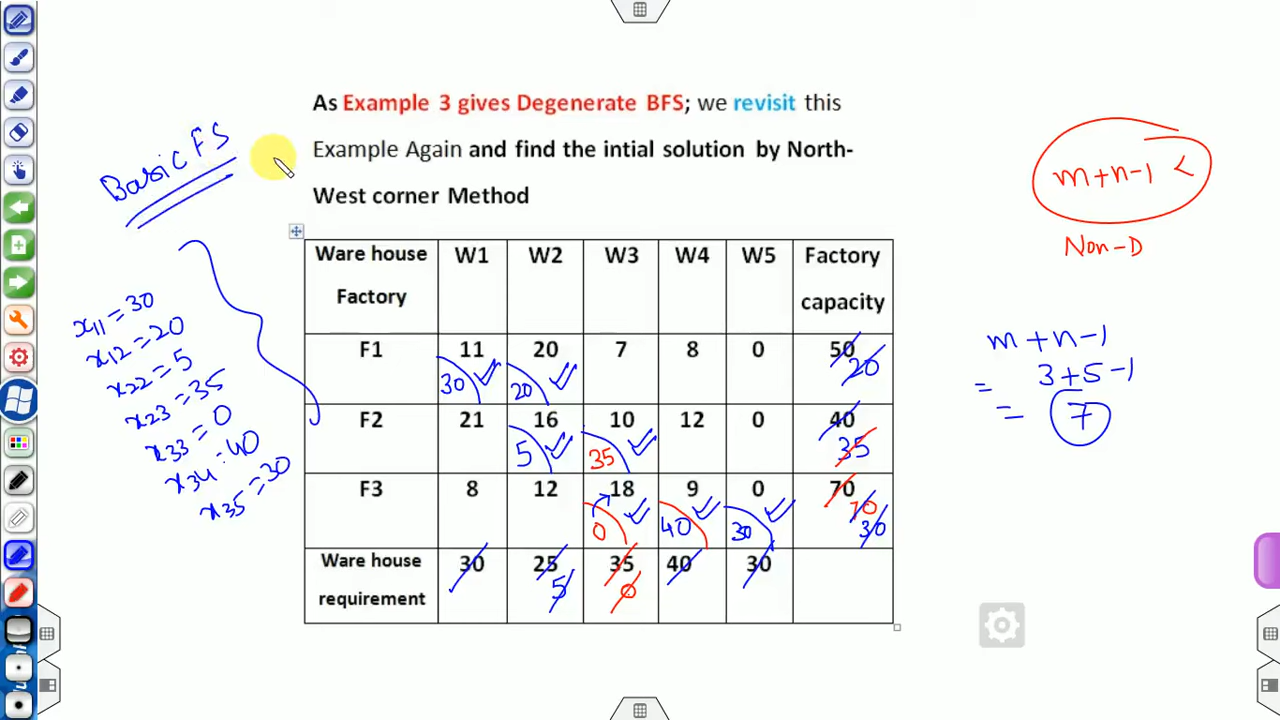 As Example 3 gives Degenerate BFS; we revisit this
Example Again and find the intial solution by North-
West corner Method
Basic FS
m+n-1 <
Non-D
Ware house Factory W1 W2 W3 W4 W5 Factory capacity
F1 11 20 7 8 0 50 20
30 20
F2 21 16 10 12 0 40 35
5 35
F3 8 12 18 9 0 70 70 30
0 40 30
Ware house requirement 30 25 35 40 30
5 0
x11 = 30
x12 = 20
x22 = 5
x23 = 35
x33 = 0
x34 = 40
x35 = 30
m + n - 1
= 3+5-1
= 7